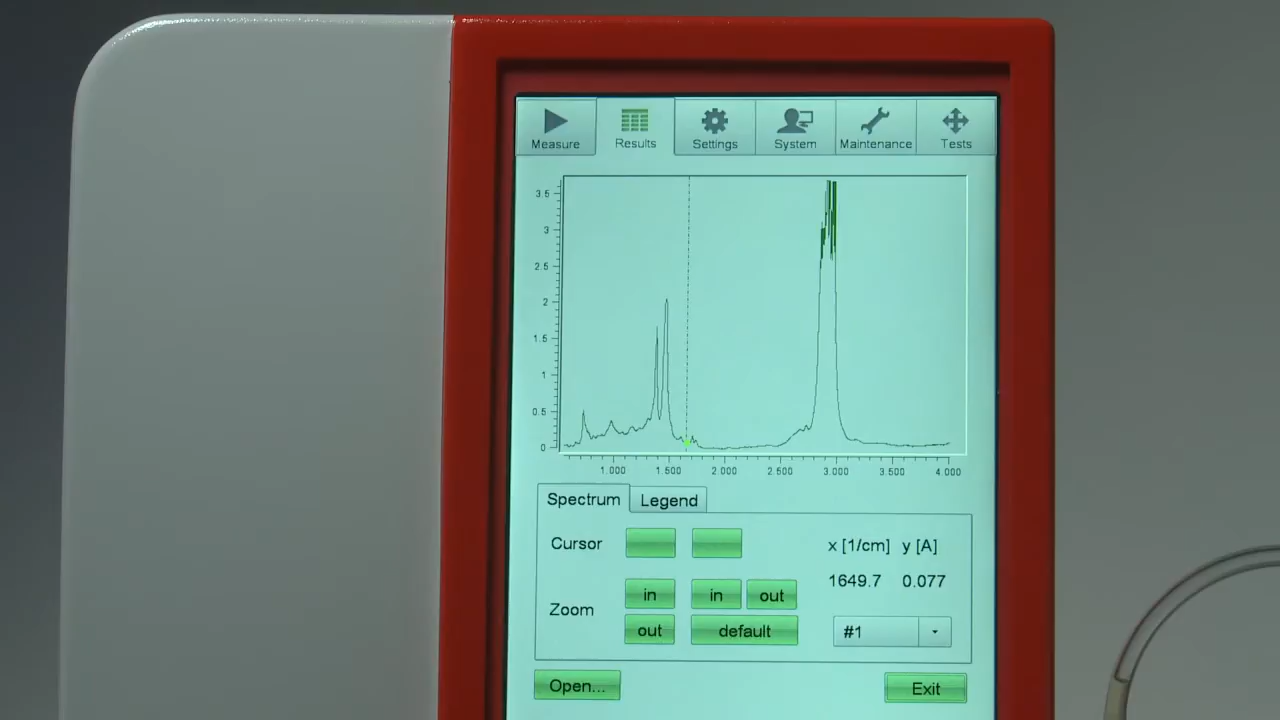 Measure Results Settings System Maintenance Tests
3.5
3
2.5
2
1.5
1
0.5
0
1.000 1.500 2.000 2.500 3.000 3.500 4.000
Spectrum Legend
Cursor x [1/cm] y [A]
1649.7 0.077
in in out
Zoom
out default #1
Open... Exit